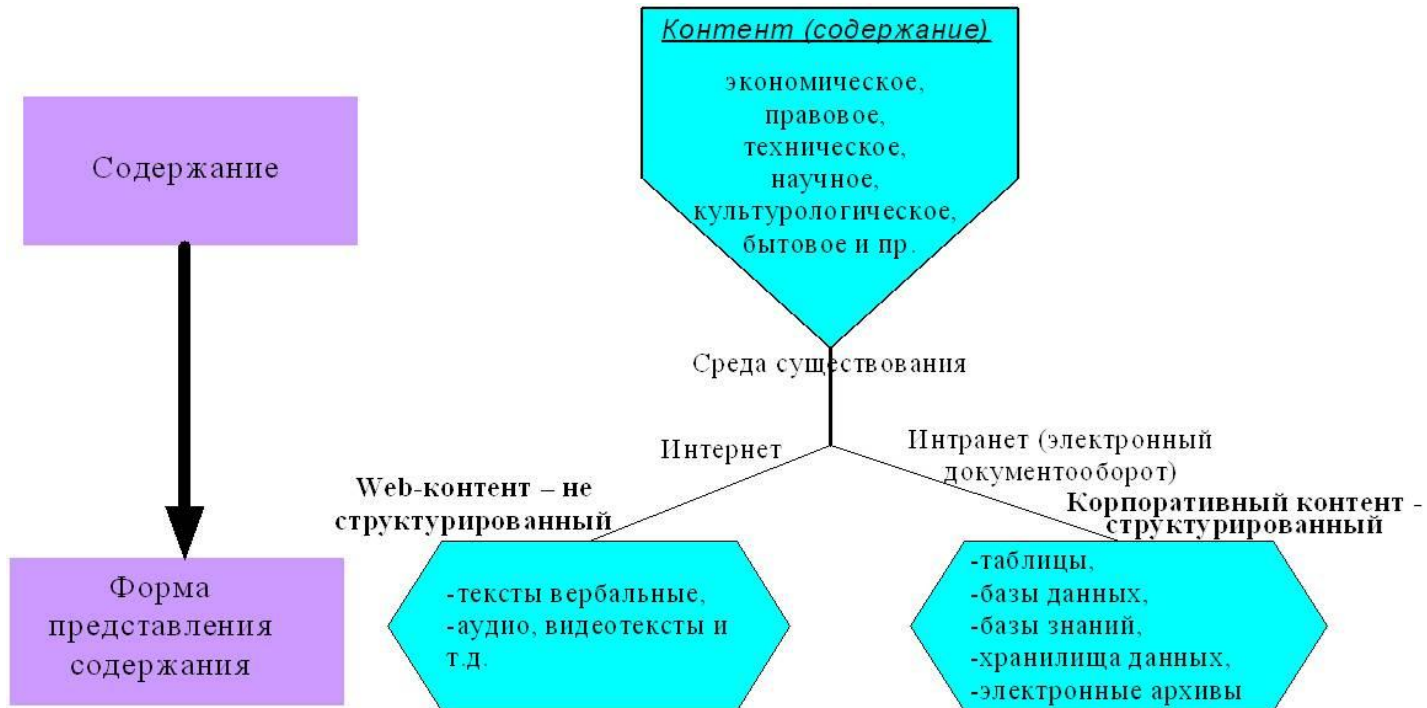 Контент (содержание)
экономическое,
правовое,
техническое,
научное,
культурологическое,
бытовое и пр.
Содержание
Среда существования
Интернет
Интранет (электронный
документооборот)
Web-контент – не
структурированный
Корпоративный контент -
структурированный
Форма
представления
содержания
-тексты вербальные,
-аудио, видеотексты и
т.д.
-таблицы,
-базы данных,
-базы знаний,
-хранилища данных,
-электронные архивы